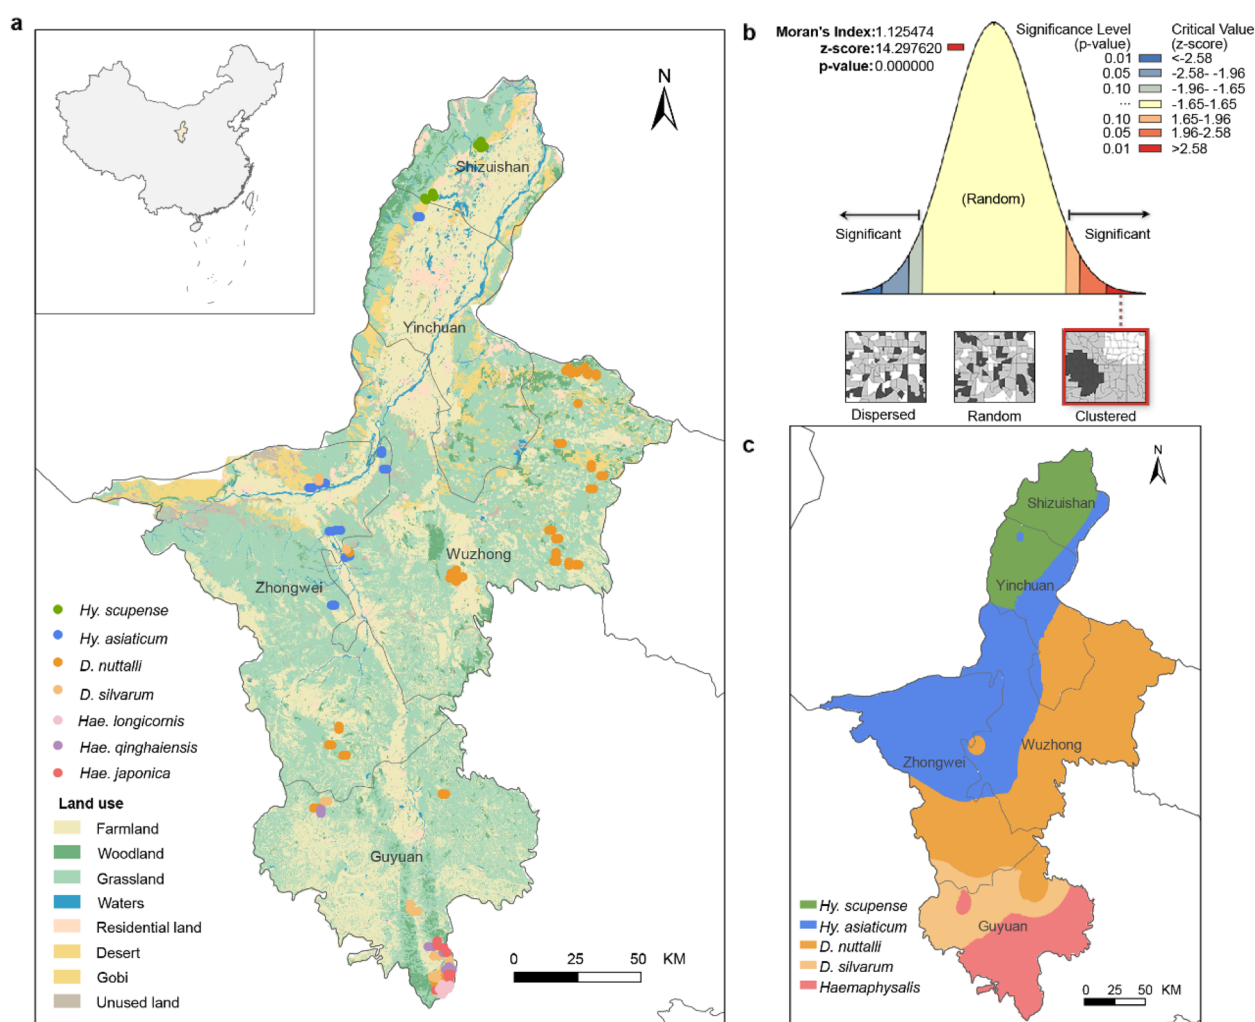 a
N
Shizuishan
Yinchuan
Wuzhong
Zhongwei
Guyuan
Hy. scupense
Hy. asiaticum
D. nuttalli
D. silvarum
Hae. longicornis
Hae. qinghaiensis
Hae. japonica
Land use
Farmland
Woodland
Grassland
Waters
Residential land
Desert
Gobi
Unused land
0 25 50 KM
b
Moran's Index:1.125474
z-score:14.297620
p-value:0.000000
Significance Level
(p-value)
Critical Value
(z-score)
0.01 <-2.58
0.05 -2.58- -1.96
0.10 -1.96- -1.65
... -1.65-1.65
0.10 1.65-1.96
0.05 1.96-2.58
0.01 >2.58
(Random)
Significant
Significant
Dispersed
Random
Clustered
c
N
Shizuishan
Yinchuan
Wuzhong
Zhongwei
Guyuan
Hy. scupense
Hy. asiaticum
D. nuttalli
D. silvarum
Haemaphysalis
0 25 50 KM